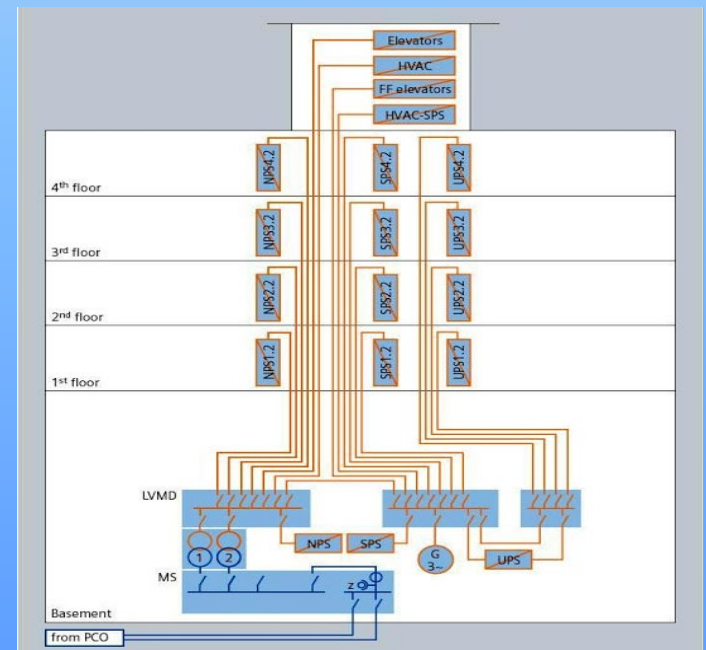 Elevators
HVAC
FF elevators
HVAC-SPS
NPS4.2
SPS4.2
UPS4.2
4th floor
NPS3.2
SPS3.2
UPS3.2
3rd floor
NPS2.2
SPS2.2
UPS2.2
2nd floor
NPS1.2
SPS1.2
UPS1.2
1st floor
LVMD
NPS
SPS
G
3~
UPS
1
2
MS
z
Basement
from PCO